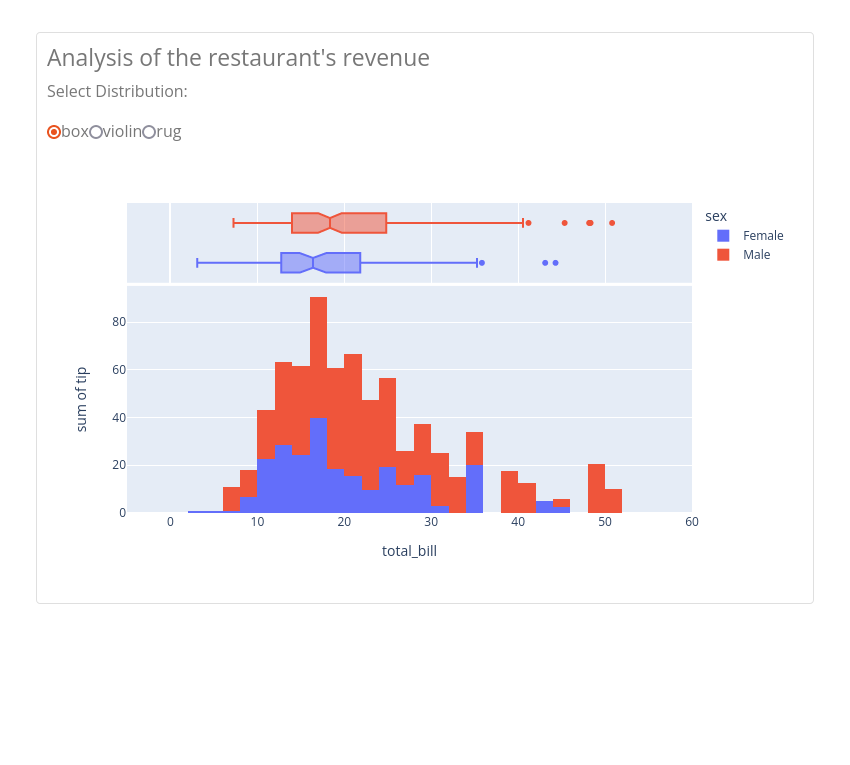 Analysis of the restaurant's revenue
Select Distribution:
box violin rug
sex
Female
Male
80
60
40
20
0
sum of tip
0 10 20 30 40 50 60
total_bill